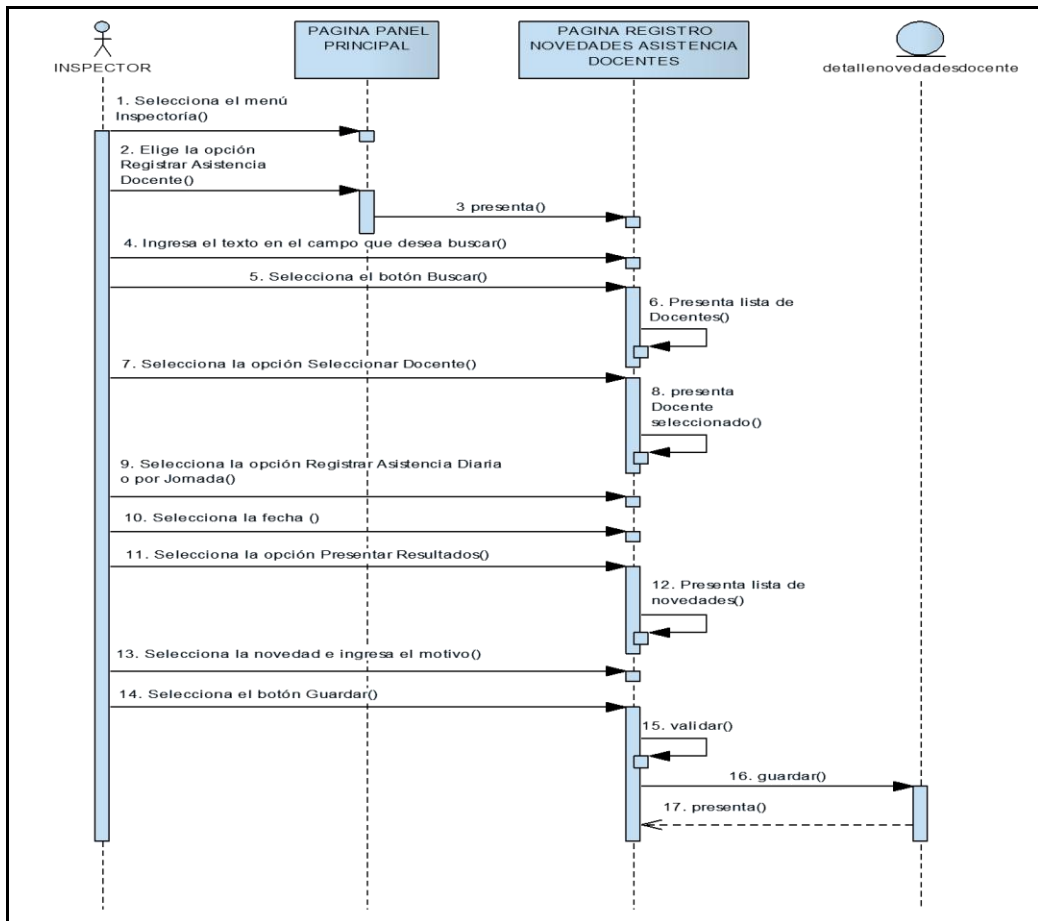 PAGINA PANEL
PRINCIPAL
PAGINA REGISTRO
NOVEDADES ASISTENCIA
DOCENTES
INSPECTOR
detallenovedadesdocente
1. Selecciona el menú
Inspectoría()
2. Elige la opción
Registrar Asistencia
Docente()
3 presenta()
4. Ingresa el texto en el campo que desea buscar()
5. Selecciona el botón Buscar()
6. Presenta lista de
Docentes()
7. Selecciona la opción Seleccionar Docente()
8. presenta
Docente
seleccionado()
9. Selecciona la opción Registrar Asistencia Diaria
o por Jornada()
10. Selecciona la fecha ()
11. Selecciona la opción Presentar Resultados()
12. Presenta lista de
novedades()
13. Selecciona la novedad e ingresa el motivo()
14. Selecciona el botón Guardar()
15. validar()
16. guardar()
17. presenta()